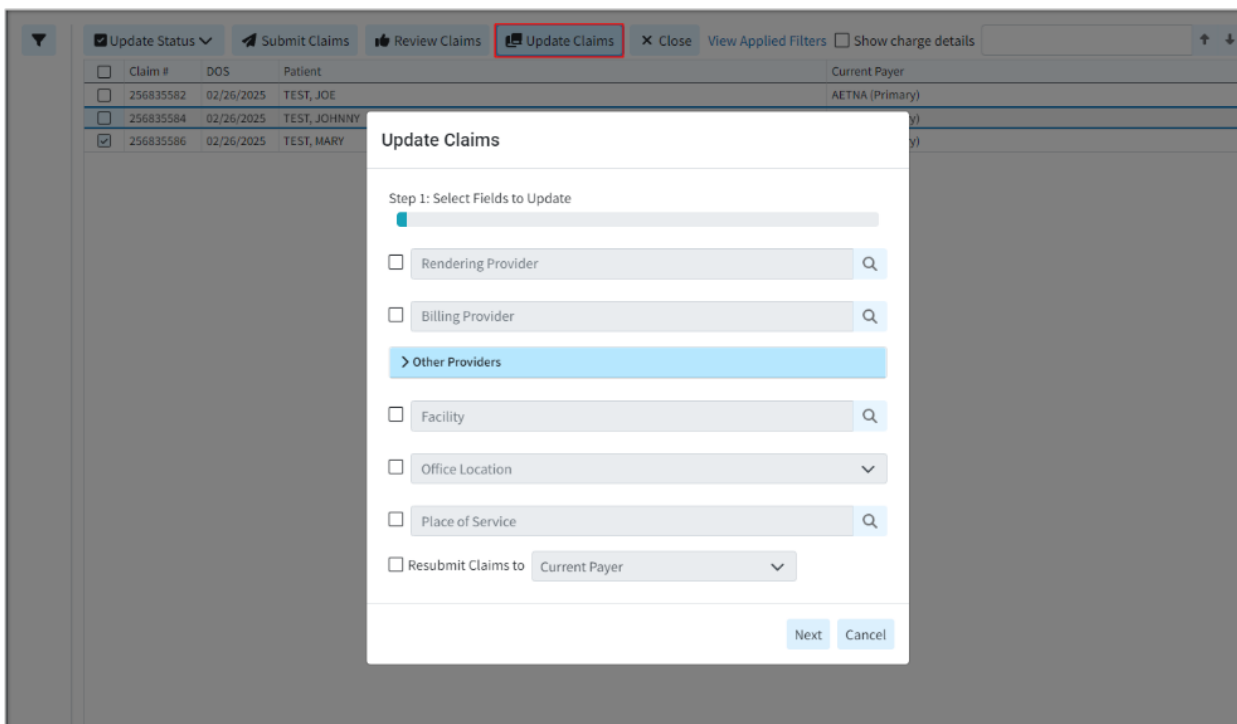 Update Status Submit Claims Review Claims Update Claims Close View Applied Filters Show charge details
Claim # DOS Patient Current Payer
256835582 02/26/2025 TEST, JOE AETNA (Primary)
256835584 02/26/2025 TEST, JOHNNY y)
256835586 02/26/2025 TEST, MARY y)
Update Claims
Step 1: Select Fields to Update
Rendering Provider
Billing Provider
Other Providers
Facility
Office Location
Place of Service
Resubmit Claims to Current Payer
Next Cancel